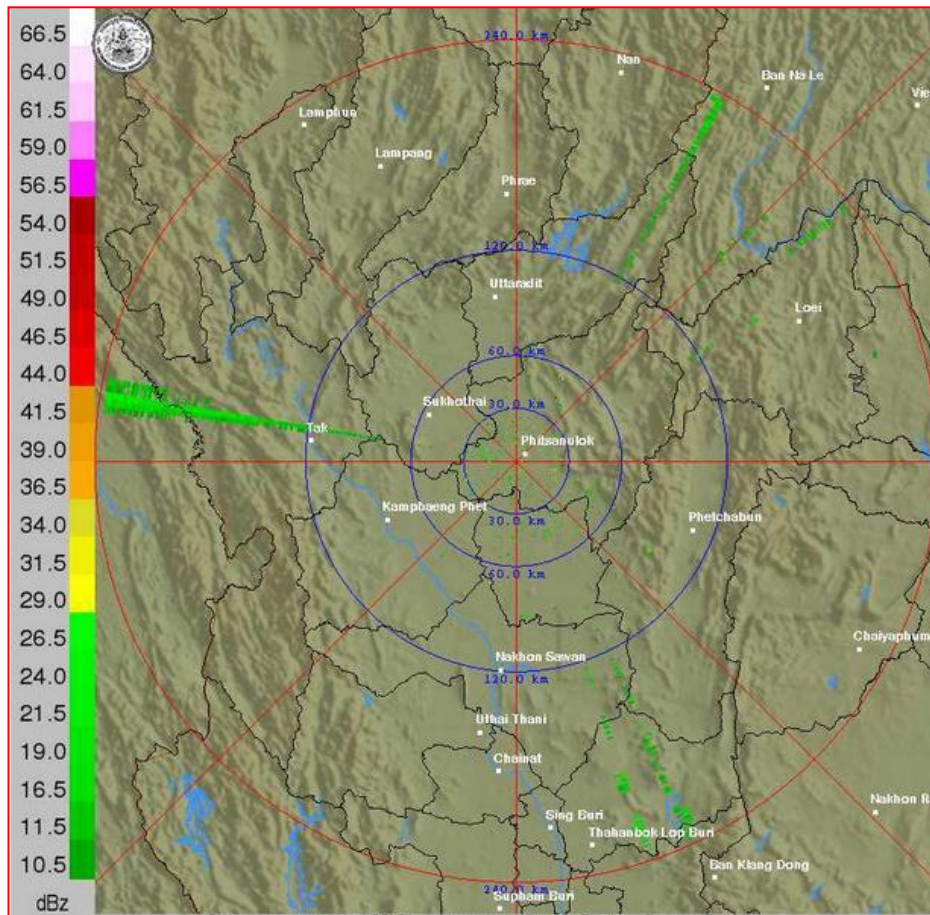 66.5
64.0
61.5
59.0
56.5
54.0
51.5
49.0
46.5
44.0
41.5
39.0
36.5
34.0
31.5
29.0
26.5
24.0
21.5
19.0
16.5
11.5
10.5
dBz
240.0 km
Nan
Ban Na Le
Vie
Lamphun
Lampang
Phrae
120.0 km
Uttaradit
Loei
60.0 km
30.0 km
Sukhothai
Tak
Phitsanulok
Kamphaeng Phet
30.0 km
Phetchabun
60.0 km
Chaiyaphum
Nakhon Sawan
120.0 km
Uthai Thani
Chainat
Nakhon R
Sing Buri
Thahanbok Lop Buri
Ban Klang Dong
240.0 km
Suphan Buri